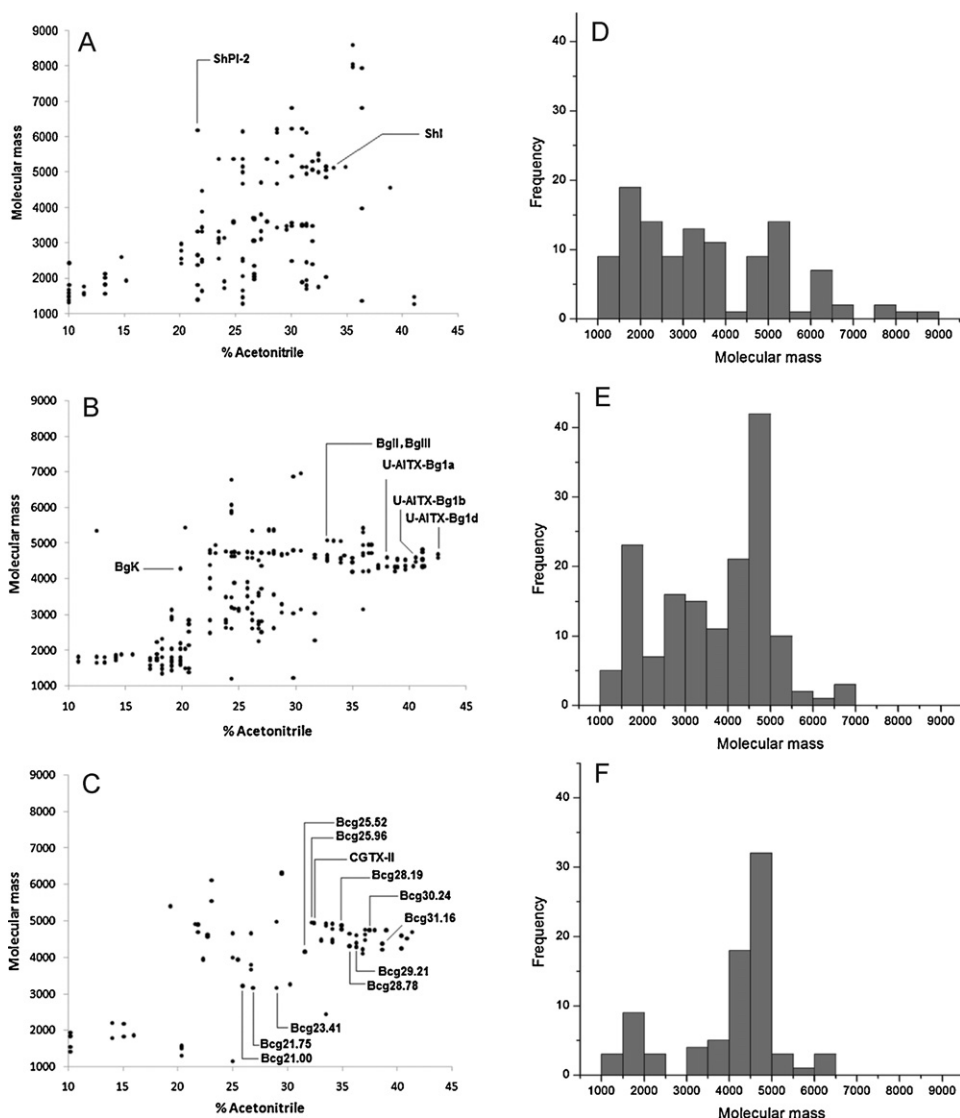 A
9000
8000
7000
6000
5000
4000
3000
2000
1000
Molecular mass
ShPI-2
ShI
10 15 20 25 30 35 40 45
% Acetonitrile
D
40
30
20
10
0
Frequency
1000 2000 3000 4000 5000 6000 7000 8000 9000
Molecular mass
B
9000
8000
7000
6000
5000
4000
3000
2000
1000
Molecular mass
BgII, BgIII
U-AITX-Bg1a
U-AITX-Bg1b
U-AITX-Bg1d
BgK
10 15 20 25 30 35 40 45
% Acetonitrile
E
40
30
20
10
0
Frequency
1000 2000 3000 4000 5000 6000 7000 8000 9000
Molecular mass
C
9000
8000
7000
6000
5000
4000
3000
2000
1000
Molecular mass
Bcg25.52
Bcg25.96
CGTX-II
Bcg28.19
Bcg30.24
Bcg31.16
Bcg29.21
Bcg28.78
Bcg23.41
Bcg21.75
Bcg21.00
10 15 20 25 30 35 40 45
% Acetonitrile
F
40
30
20
10
0
Frequency
1000 2000 3000 4000 5000 6000 7000 8000 9000
Molecular mass